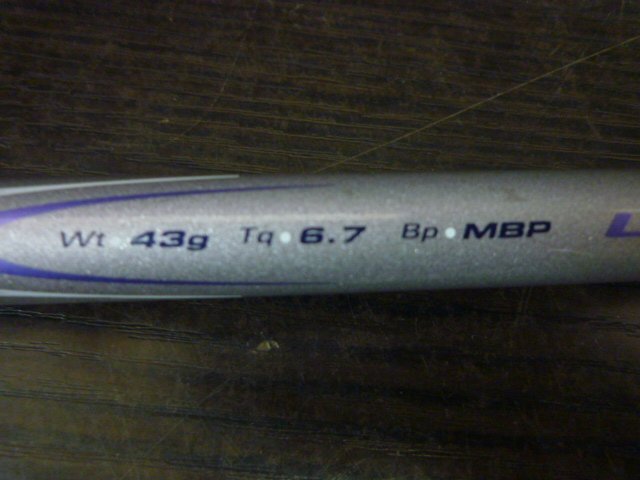 Wt 43g Tq • 6.7 Bp • MBP